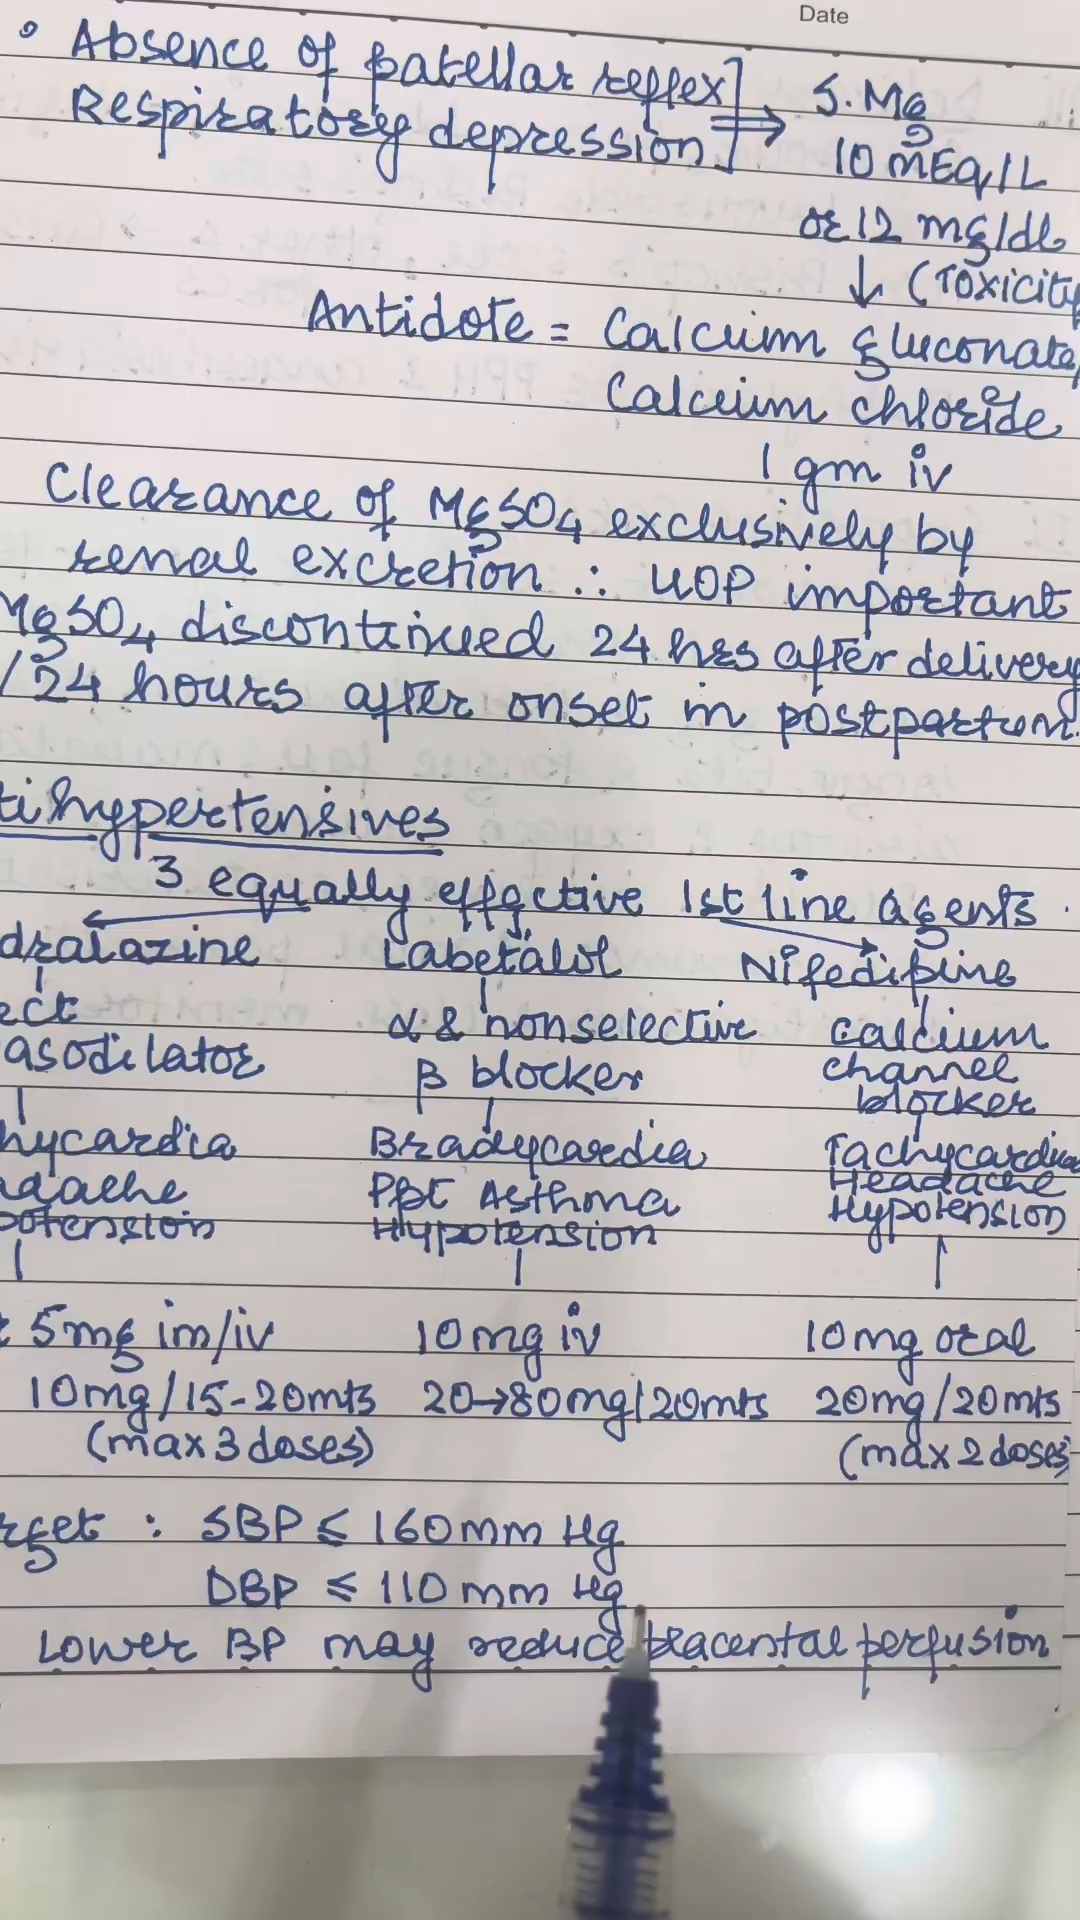 Date
• Absence of patellar reflex
Respiratory depression ⇒ S. Mg
10 mEq/L
or 12 mg/dL
↓ (Toxicity
Antidote = Calcium gluconate,
Calcium chloride
1 gm iv
Clearance of MgSO4 exclusively by
renal excretion ∴ UOP important
MgSO4 discontinued 24 hrs after delivery
/24 hours after onset in postpartum.
tihypertensives
3 equally effective 1st line agents.
dralazine Labetalol Nifedipine
ect α & nonselective calcium
asodilator β blocker channel
blocker
hycardia Bradycardia Tachycardia
adache PPt Asthma Headache
potension Hypotension Hypotension
5mg im/iv 10mg iv 10mg oral
10mg/15-20mts 20→80mg/20mts 20mg/20mts
(max 3 doses) (max 2 doses
rget : SBP ≤ 160mm Hg
DBP ≤ 110mm Hg
Lower BP may reduce placental perfusion